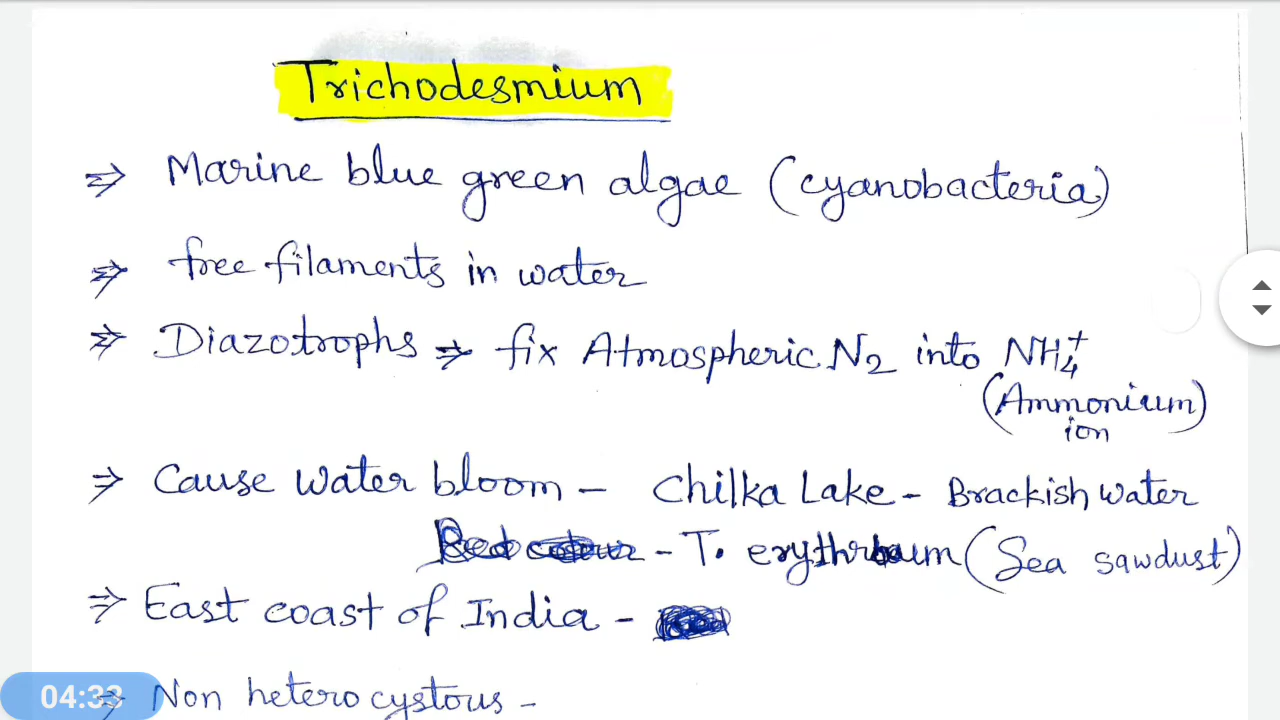 Trichodesmium
⇒ Marine blue green algae (cyanobacteria)
⇒ free filaments in water
⇒ Diazotrophs ⇒ fix Atmospheric N2 into NH4+
(Ammonium
ion)
⇒ Cause water bloom - Chilka Lake - Brackish water
- T. (Sea sawdust)
⇒ East coast of India -
⇒ Non heterocystous -
04:33